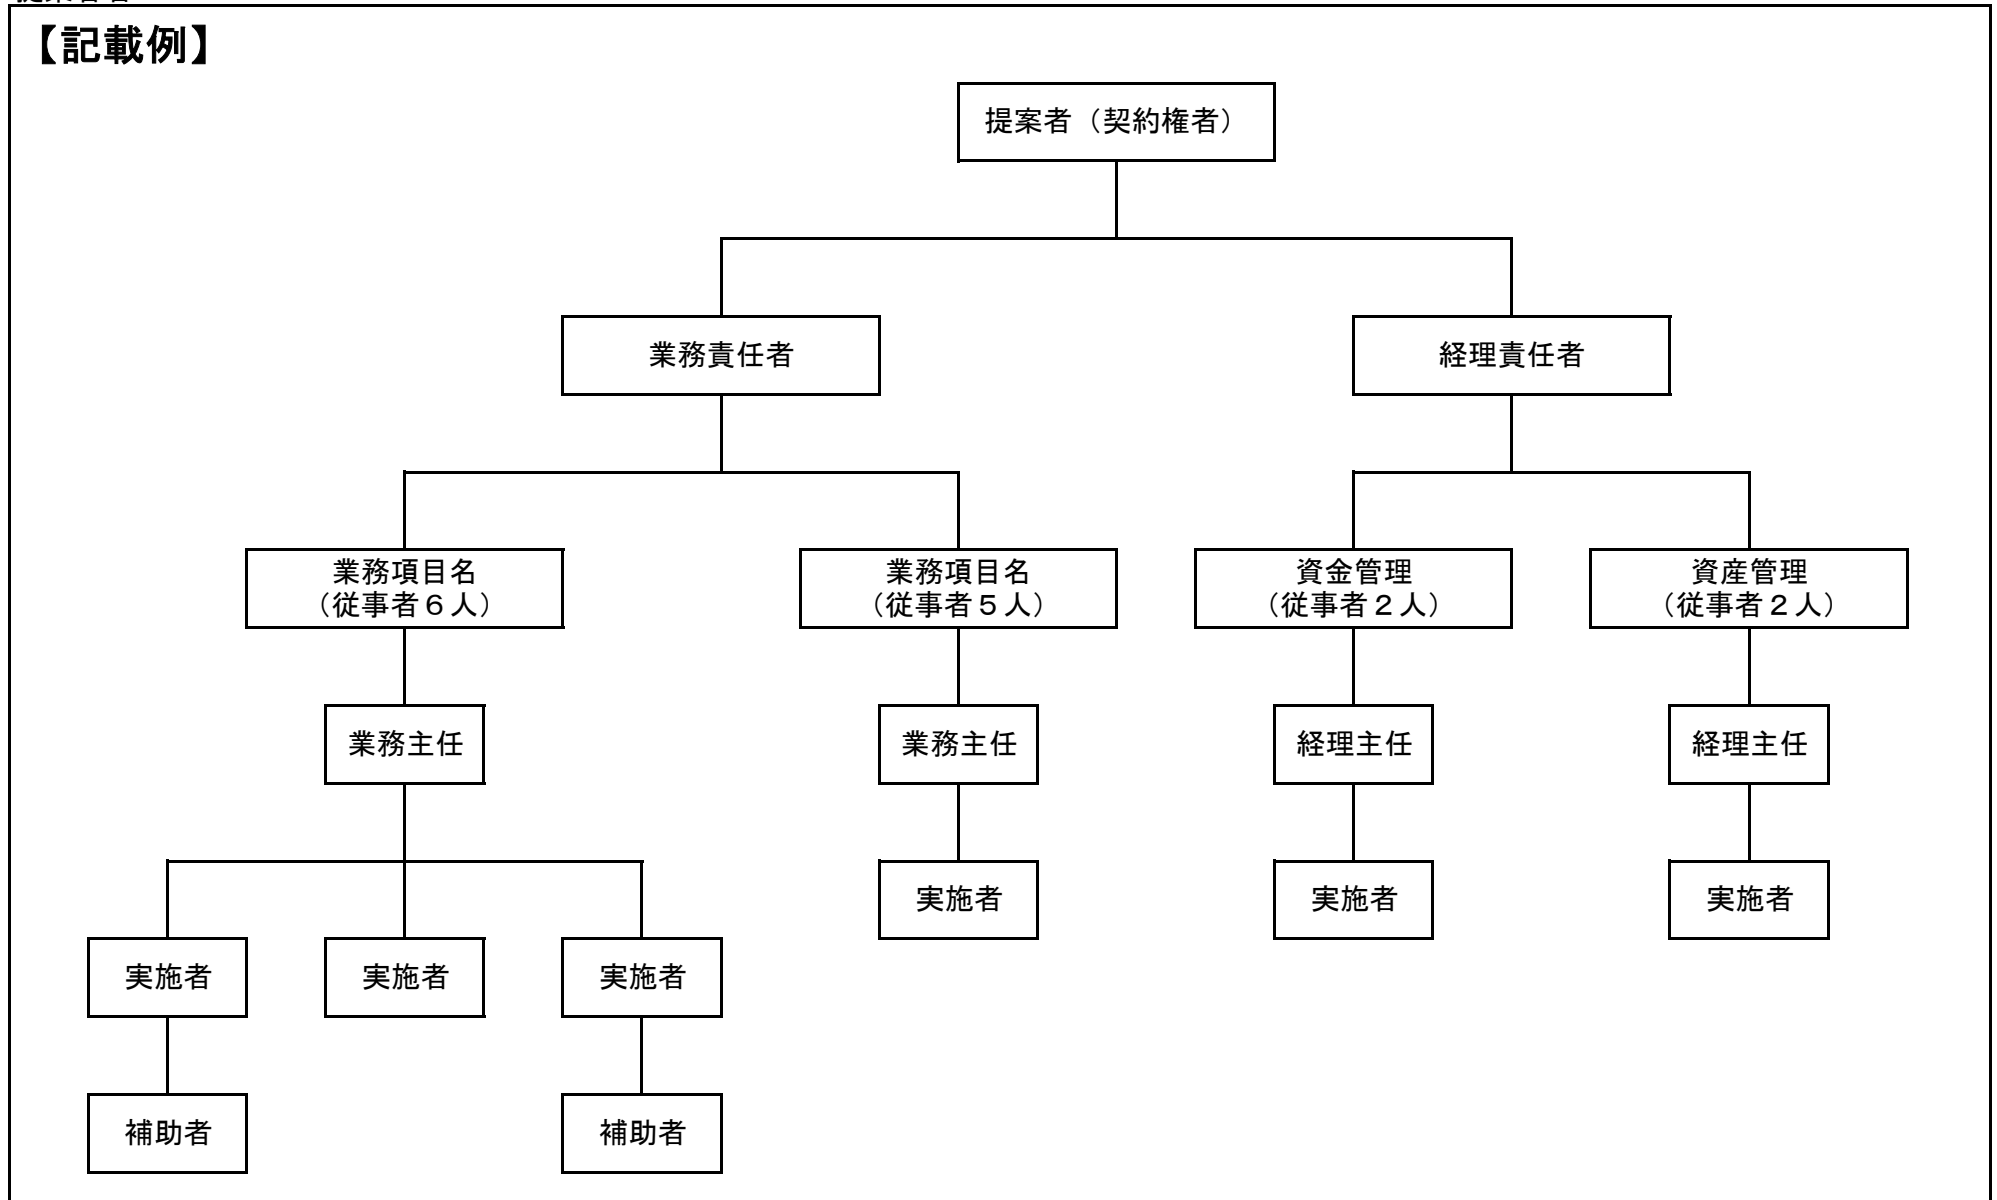 【記載例】
提案者（契約権者）
業務責任者
経理責任者
業務項目名
（従事者６人）
業務項目名
（従事者５人）
資金管理
（従事者２人）
資産管理
（従事者２人）
業務主任
業務主任
経理主任
経理主任
実施者
実施者
実施者
実施者
実施者
実施者
補助者
補助者